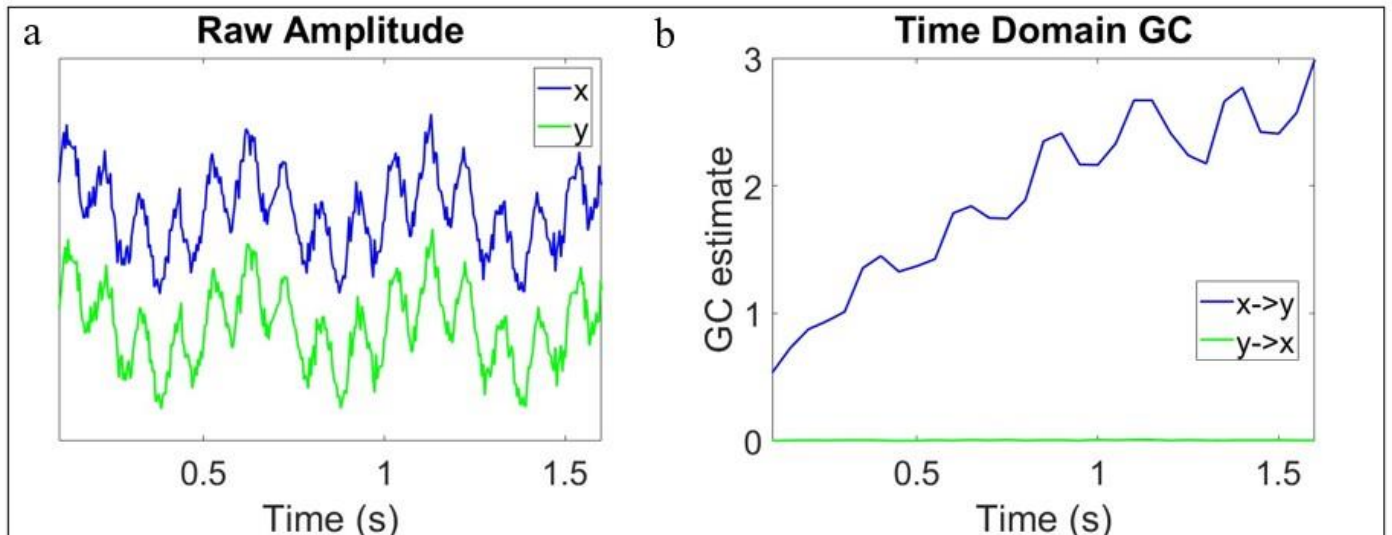 a
Raw Amplitude
x
y
0.5
1
1.5
Time (s)
b
Time Domain GC
3
2
1
0
GC estimate
x->y
y->x
0.5
1
1.5
Time (s)